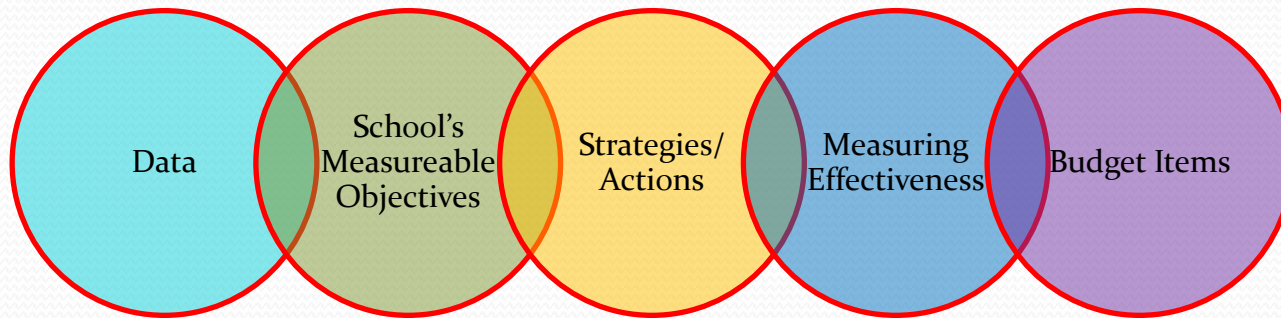 Data
School's
Measureable
Objectives
Strategies/
Actions
Measuring
Effectiveness
Budget Items